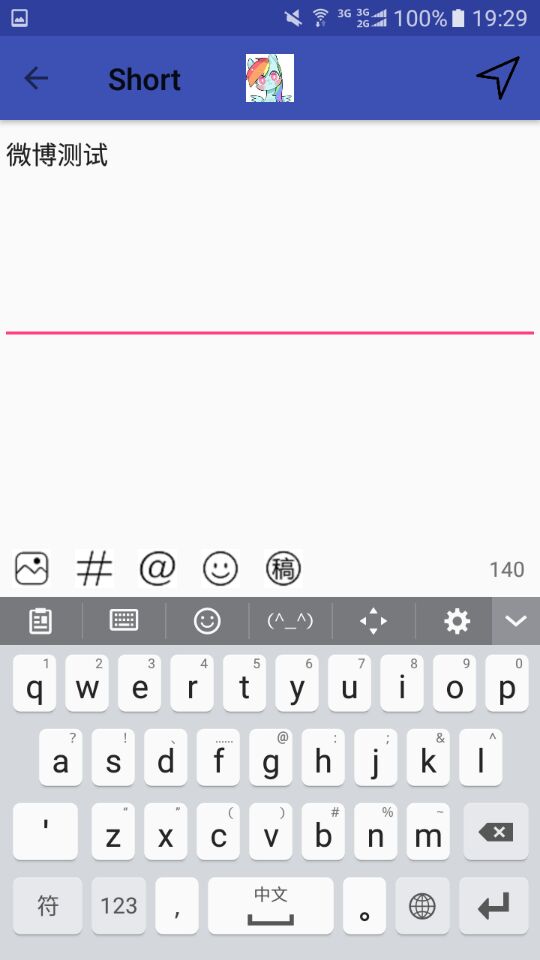 3G 3G 2G 100% 19:29
Short
微博测试
# @ 稿 140
(^_^)
1 2 3 4 5 6 7 8 9 0
q w e r t y u i o p
? ! 、 …… @ : ; & ^
a s d f g h j k l
“ ” ( ) # % ~
' z x c v b n m
符 123 , 中文 。